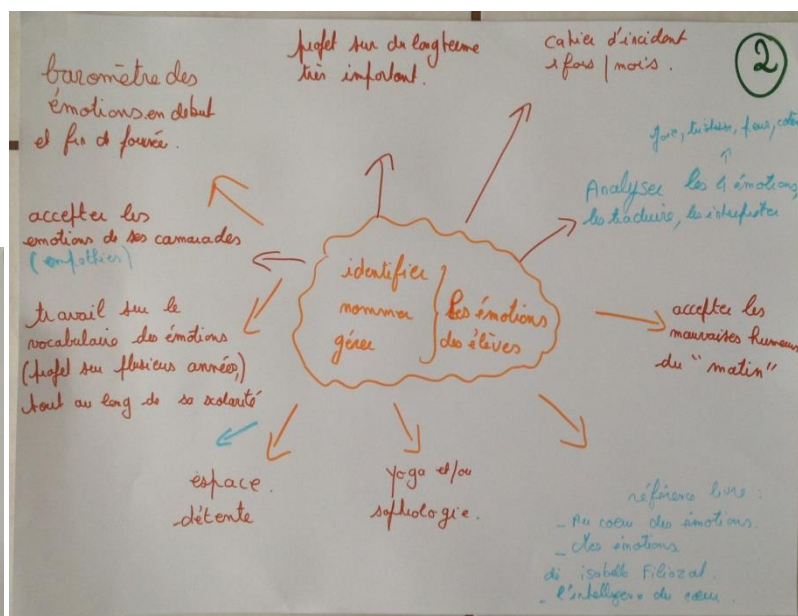 projet sur du long terme
très important.
cahier d'incident
1 fois / mois.
2
baromètre des
émotions en début
et fin de journée.
joie, tristesse, peur, colère
Analyser les 4 émotions,
les traduire, les interpréter
accepter les
émotions de ses camarades
(empathier)
identifier
nommer
gérer
les émotions
des élèves
travail sur le
vocabulaire des émotions
(projet sur plusieurs années,)
tout au long de sa scolarité
accepter les
mauvaises humeurs
du "matin"
espace
détente
yoga et/ou
sophologie.
référence livre :
- Au coeur des émotions.
- Les émotions
de isabelle Filiozat.
- l'intelligence du coeur.